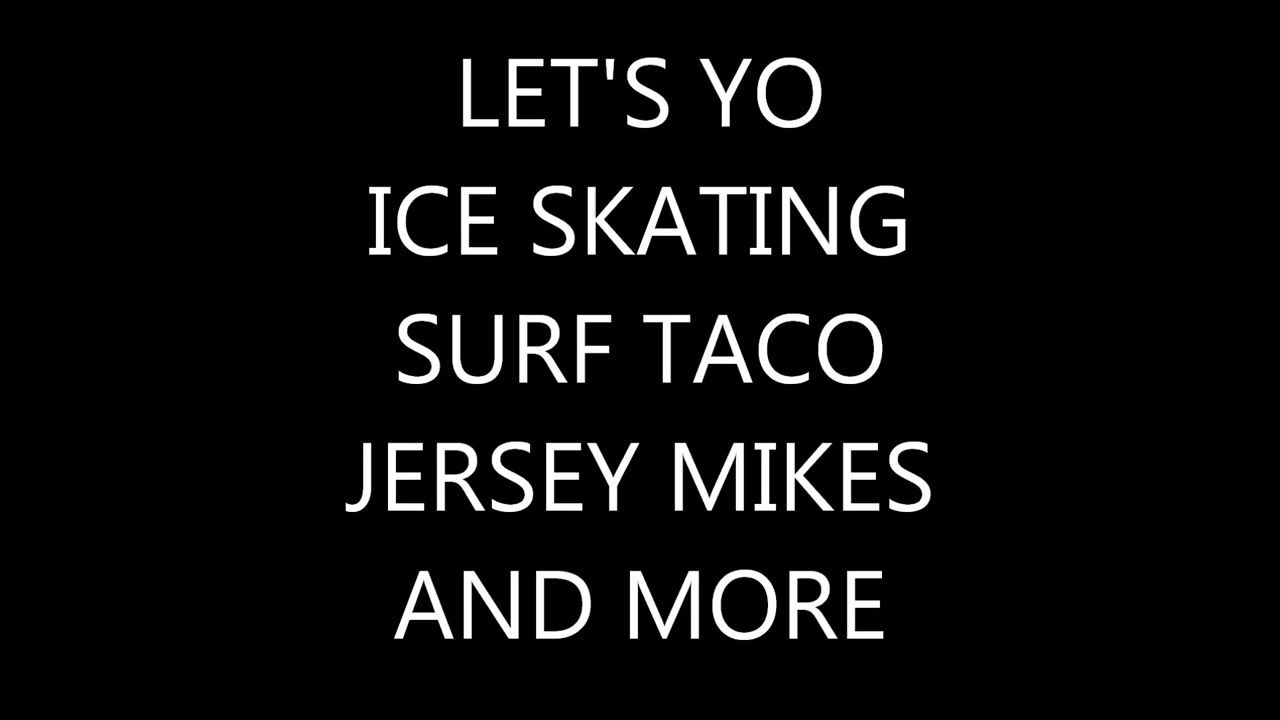 LET'S YO
ICE SKATING
SURF TACO
JERSEY MIKES
AND MORE